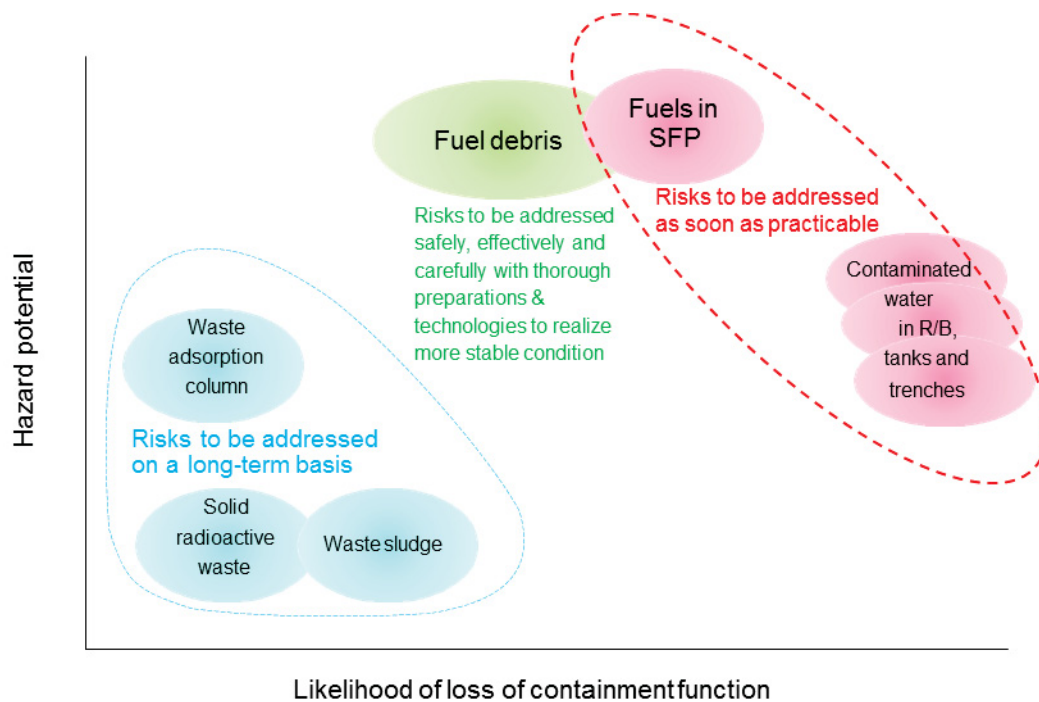 Hazard potential
Fuel debris
Fuels in
SFP
Risks to be addressed
safely, effectively and
carefully with thorough
preparations &
technologies to realize
more stable condition
Risks to be addressed
as soon as practicable
Contaminated
water
in R/B,
tanks and
trenches
Waste
adsorption
column
Risks to be addressed
on a long-term basis
Solid
radioactive
waste
Waste sludge
Likelihood of loss of containment function